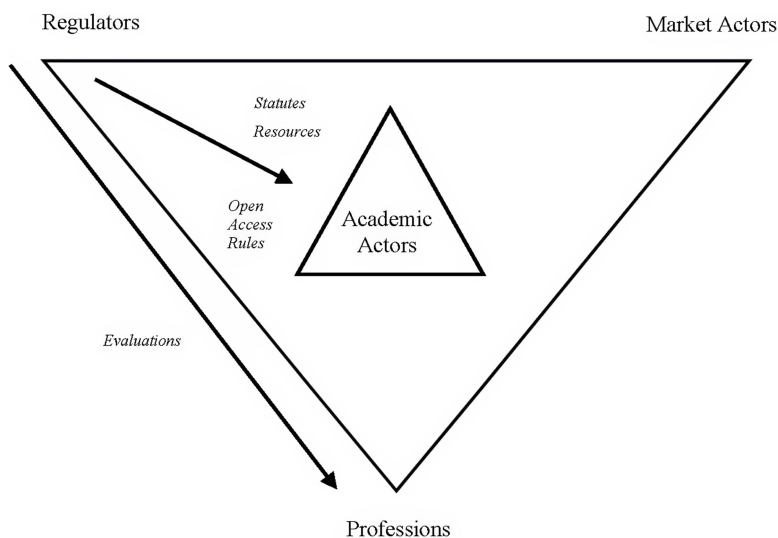 Regulators
Market Actors
Statutes
Resources
Open
Access
Rules
Academic
Actors
Evaluations
Professions